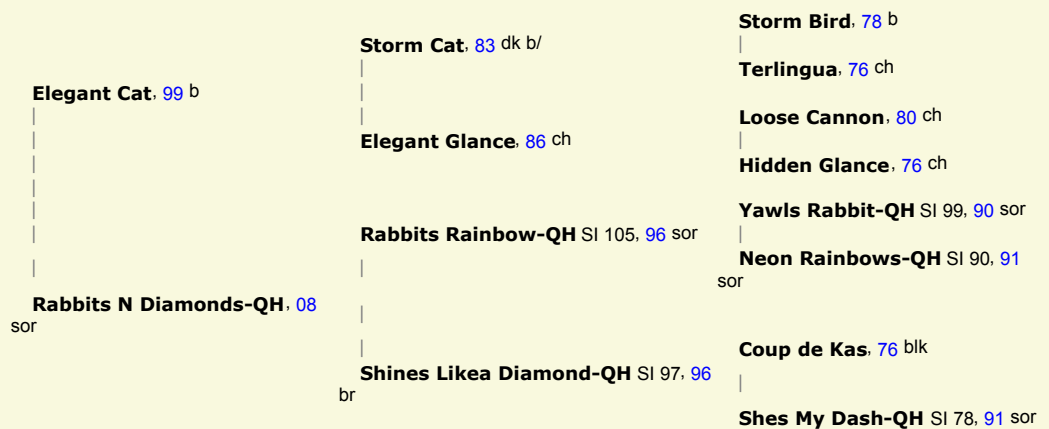 Storm Bird, 78 b
Storm Cat, 83 dk b/
Terlingua, 76 ch
Elegant Cat, 99 b
Loose Cannon, 80 ch
Elegant Glance, 86 ch
Hidden Glance, 76 ch
Yawls Rabbit-QH SI 99, 90 sor
Rabbits Rainbow-QH SI 105, 96 sor
Neon Rainbows-QH SI 90, 91
sor
Rabbits N Diamonds-QH, 08
sor
Coup de Kas, 76 blk
Shines Likea Diamond-QH SI 97, 96
br
Shes My Dash-QH SI 78, 91 sor